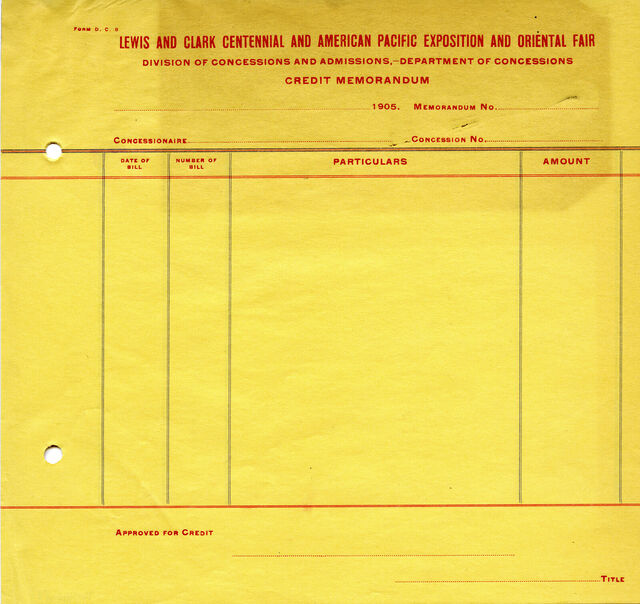 FORM D. C. 8
LEWIS AND CLARK CENTENNIAL AND AMERICAN PACIFIC EXPOSITION AND ORIENTAL FAIR
DIVISION OF CONCESSIONS AND ADMISSIONS,—DEPARTMENT OF CONCESSIONS
CREDIT MEMORANDUM
1905. MEMORANDUM NO.
CONCESSIONAIRE CONCESSION NO.
DATE OF BILL NUMBER OF BILL PARTICULARS AMOUNT
APPROVED FOR CREDIT
TITLE